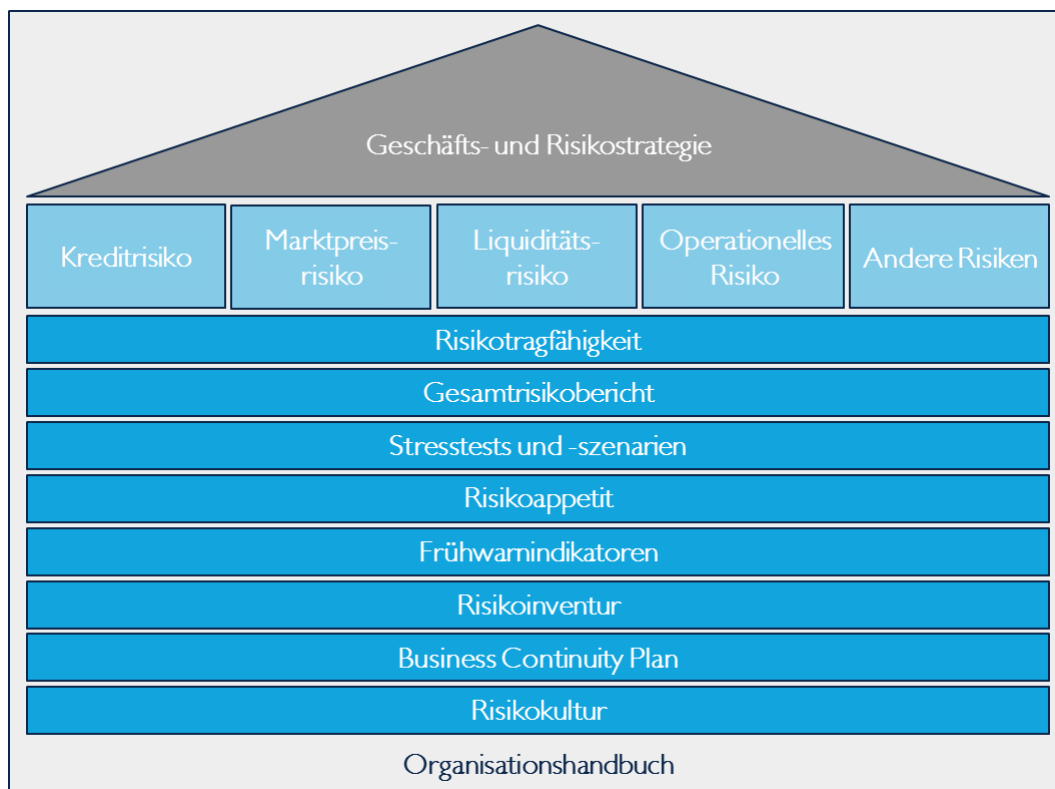 Geschäfts- und Risikostrategie
Kreditrisiko
Marktpreis-
risiko
Liquiditäts-
risiko
Operationelles
Risiko
Andere Risiken
Risikotragfähigkeit
Gesamtrisikobericht
Stresstests und -szenarien
Risikoappetit
Frühwarnindikatoren
Risikoinventur
Business Continuity Plan
Risikokultur
Organisationshandbuch